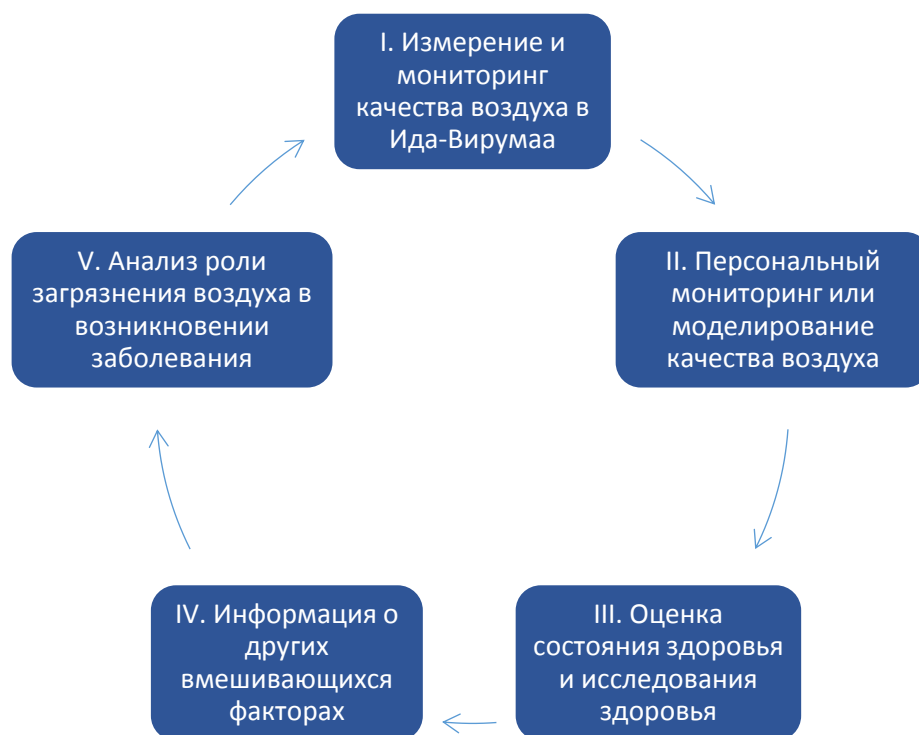 I. Измерение и
мониторинг
качества воздуха в
Ида-Вирумаа
II. Персональный
мониторинг или
моделирование
качества воздуха
III. Оценка
состояния здоровья
и исследования
здоровья
IV. Информация о
других
вмешивающихся
факторах
V. Анализ роли
загрязнения воздуха в
возникновении
заболевания